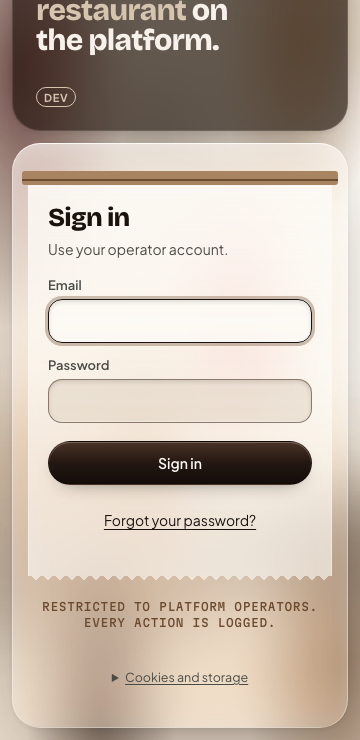 restaurant on
the platform.
DEV
Sign in
Use your operator account.
Email
Password
Sign in
Forgot your password?
RESTRICTED TO PLATFORM OPERATORS.
EVERY ACTION IS LOGGED.
Cookies and storage